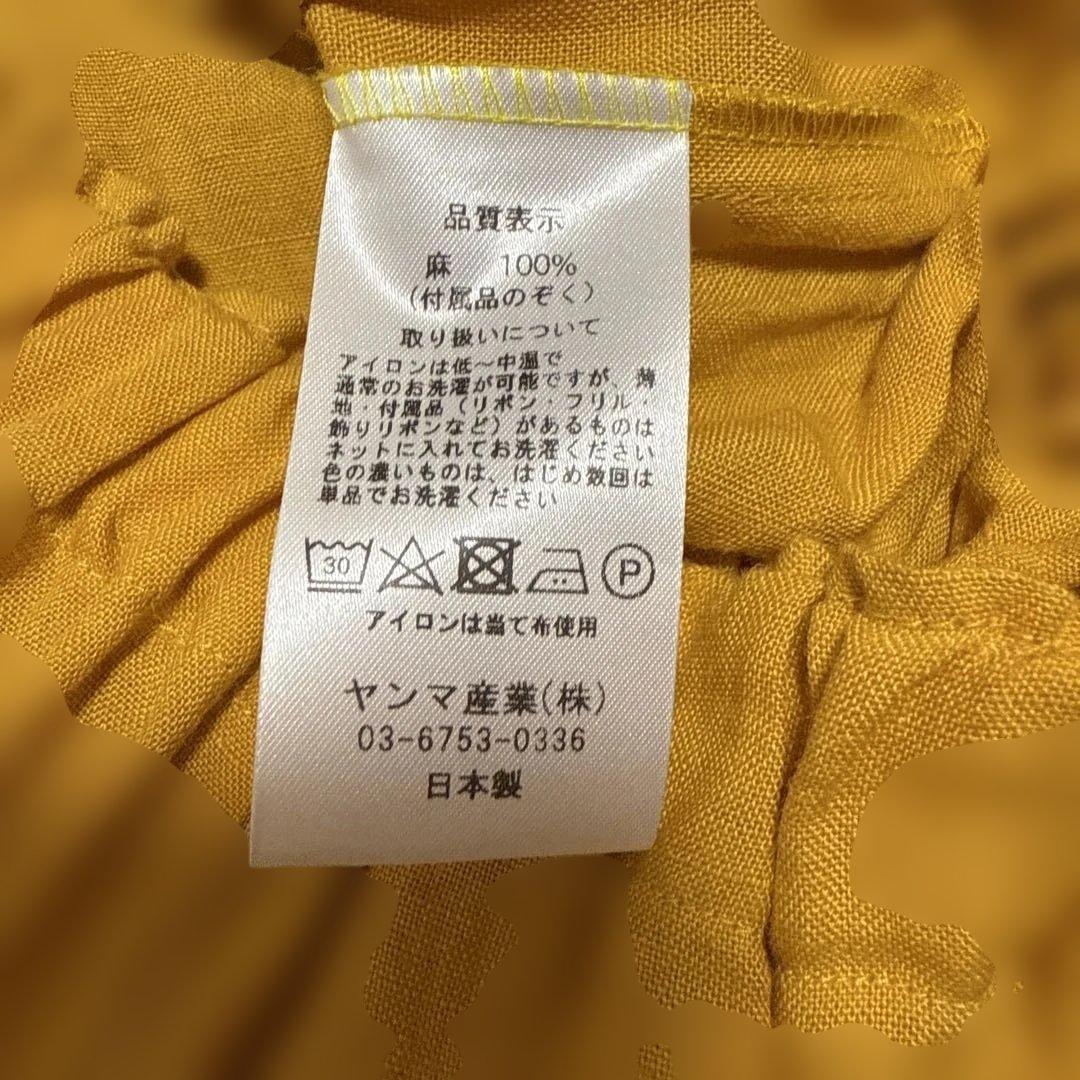 品質表示
麻 100%
(付属品のぞく)
取り扱いについて
アイロンは低～中温で
通常のお洗濯が可能ですが、薄
地・付属品(リボン・フリル・
飾りリボンなど)があるものは
ネットに入れてお洗濯ください
色の濃いものは、はじめ数回は
単品でお洗濯ください
30 P
アイロンは当て布使用
ヤンマ産業(株)
03-6753-0336
日本製